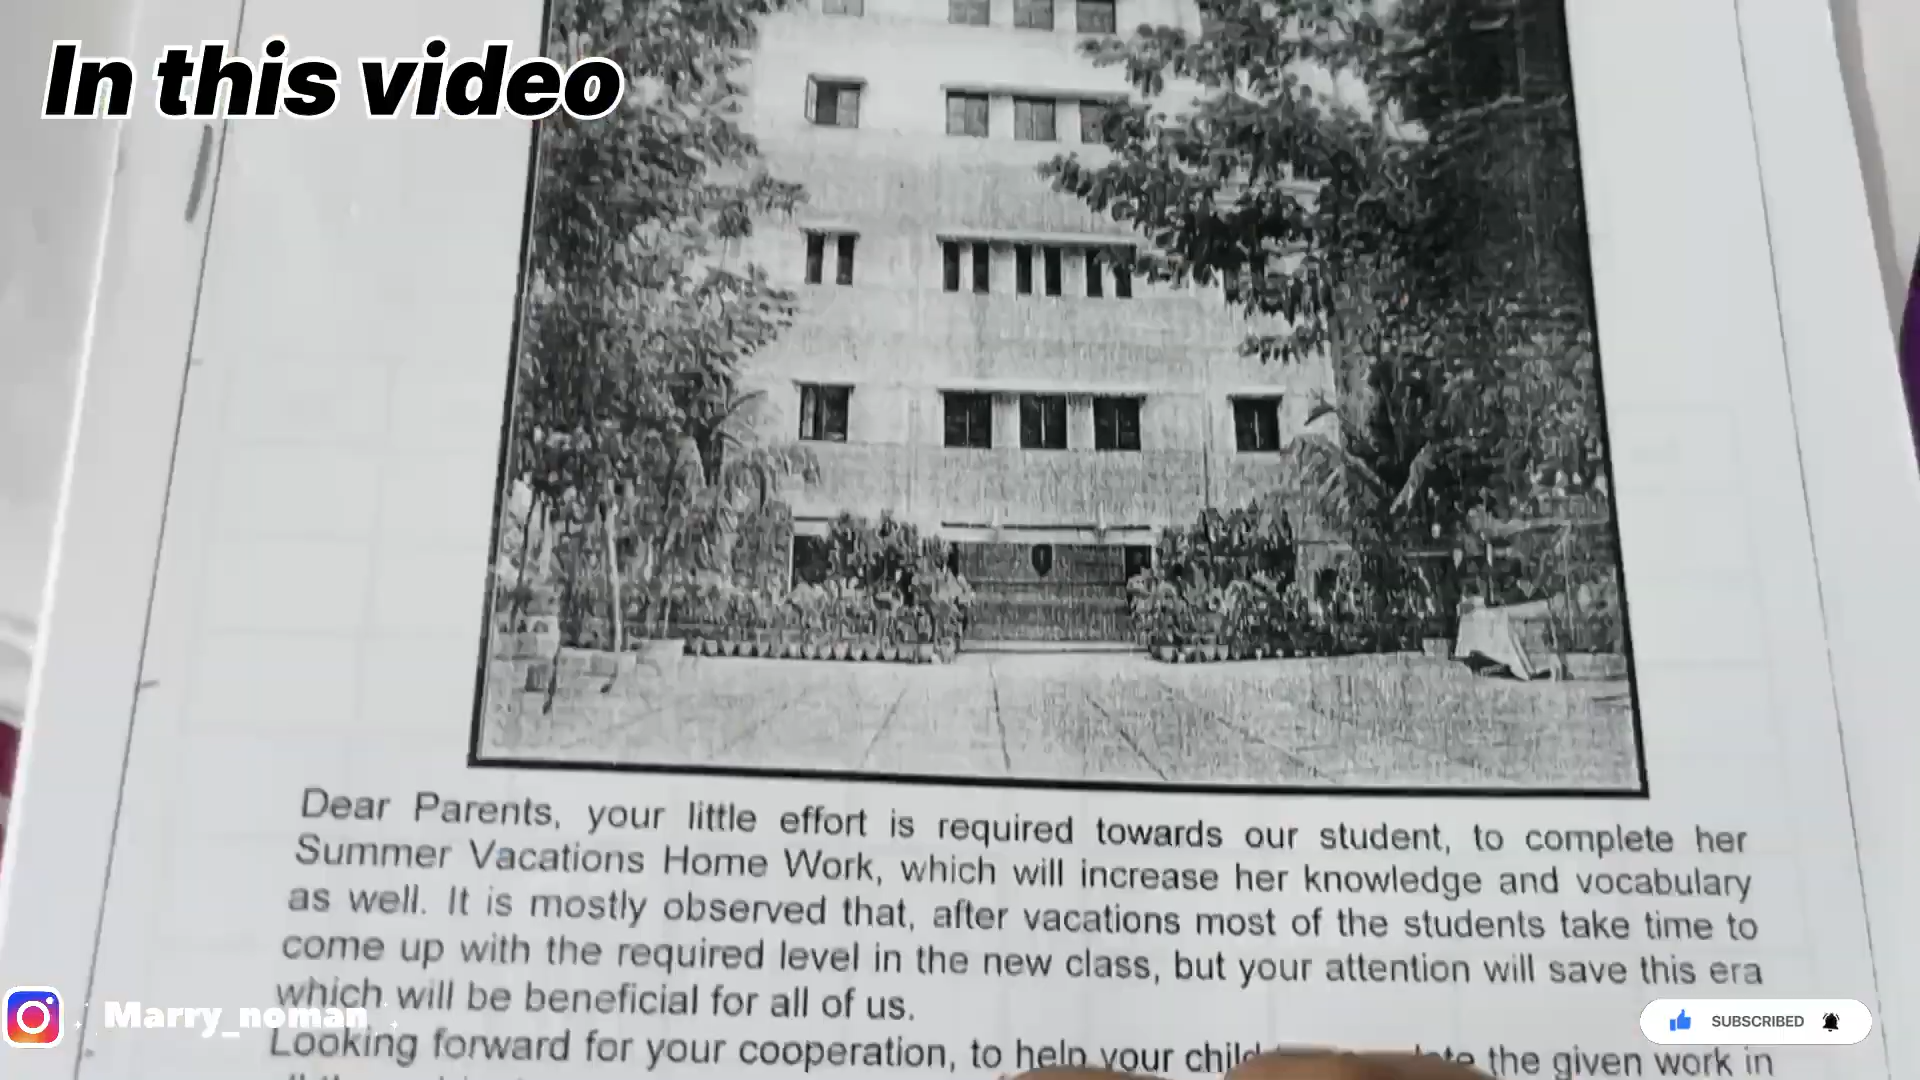 In this video
Dear Parents, your little effort is required towards our student, to complete her
Summer Vacations Home Work, which will increase her knowledge and vocabulary
as well. It is mostly observed that, after vacations most of the students take time to
come up with the required level in the new class, but your attention will save this era
which will be beneficial for all of us.
Looking forward for your cooperation, to help your child the given work in
Marry_noman
SUBSCRIBED